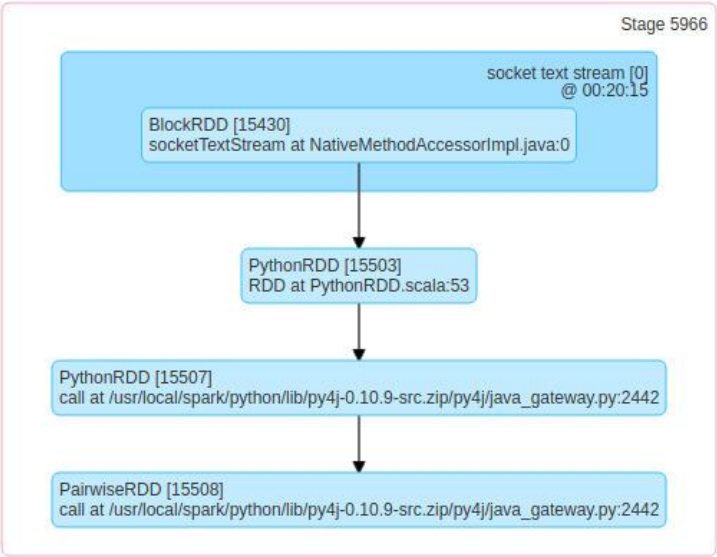 Stage 5966
socket text stream [0]
@ 00:20:15
BlockRDD [15430]
socketTextStream at NativeMethodAccessorImpl.java:0
PythonRDD [15503]
RDD at PythonRDD.scala:53
PythonRDD [15507]
call at /usr/local/spark/python/lib/py4j-0.10.9-src.zip/py4j/java_gateway.py:2442
PairwiseRDD [15508]
call at /usr/local/spark/python/lib/py4j-0.10.9-src.zip/py4j/java_gateway.py:2442